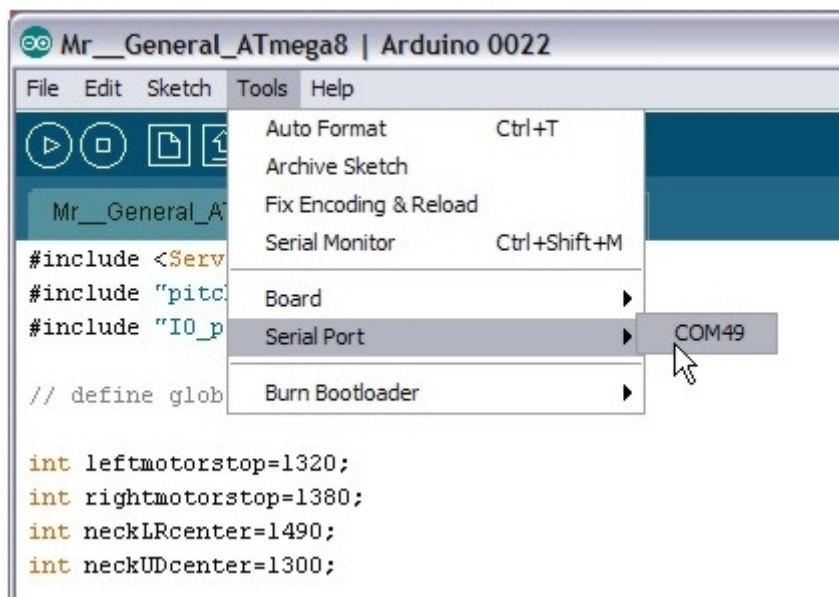 Mr__General_ATmega8 | Arduino 0022
File Edit Sketch Tools Help
Auto Format Ctrl+T
Archive Sketch
Fix Encoding & Reload
Serial Monitor Ctrl+Shift+M
Board
Serial Port
COM49
Burn Bootloader
Mr__General_A
#include <Serv
#include "pitc
#include "IO_p
// define glob
int leftmotorstop=1320;
int rightmotorstop=1380;
int neckLRcenter=1490;
int neckUDcenter=1300;